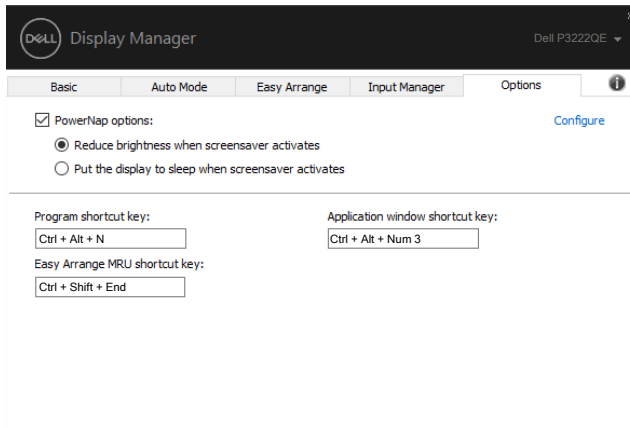 DELL Display Manager
Dell P3222QE
Basic Auto Mode Easy Arrange Input Manager Options
PowerNap options: Configure
Reduce brightness when screensaver activates
Put the display to sleep when screensaver activates
Program shortcut key: Application window shortcut key:
Ctrl + Alt + N Ctrl + Alt + Num 3
Easy Arrange MRU shortcut key:
Ctrl + Shift + End